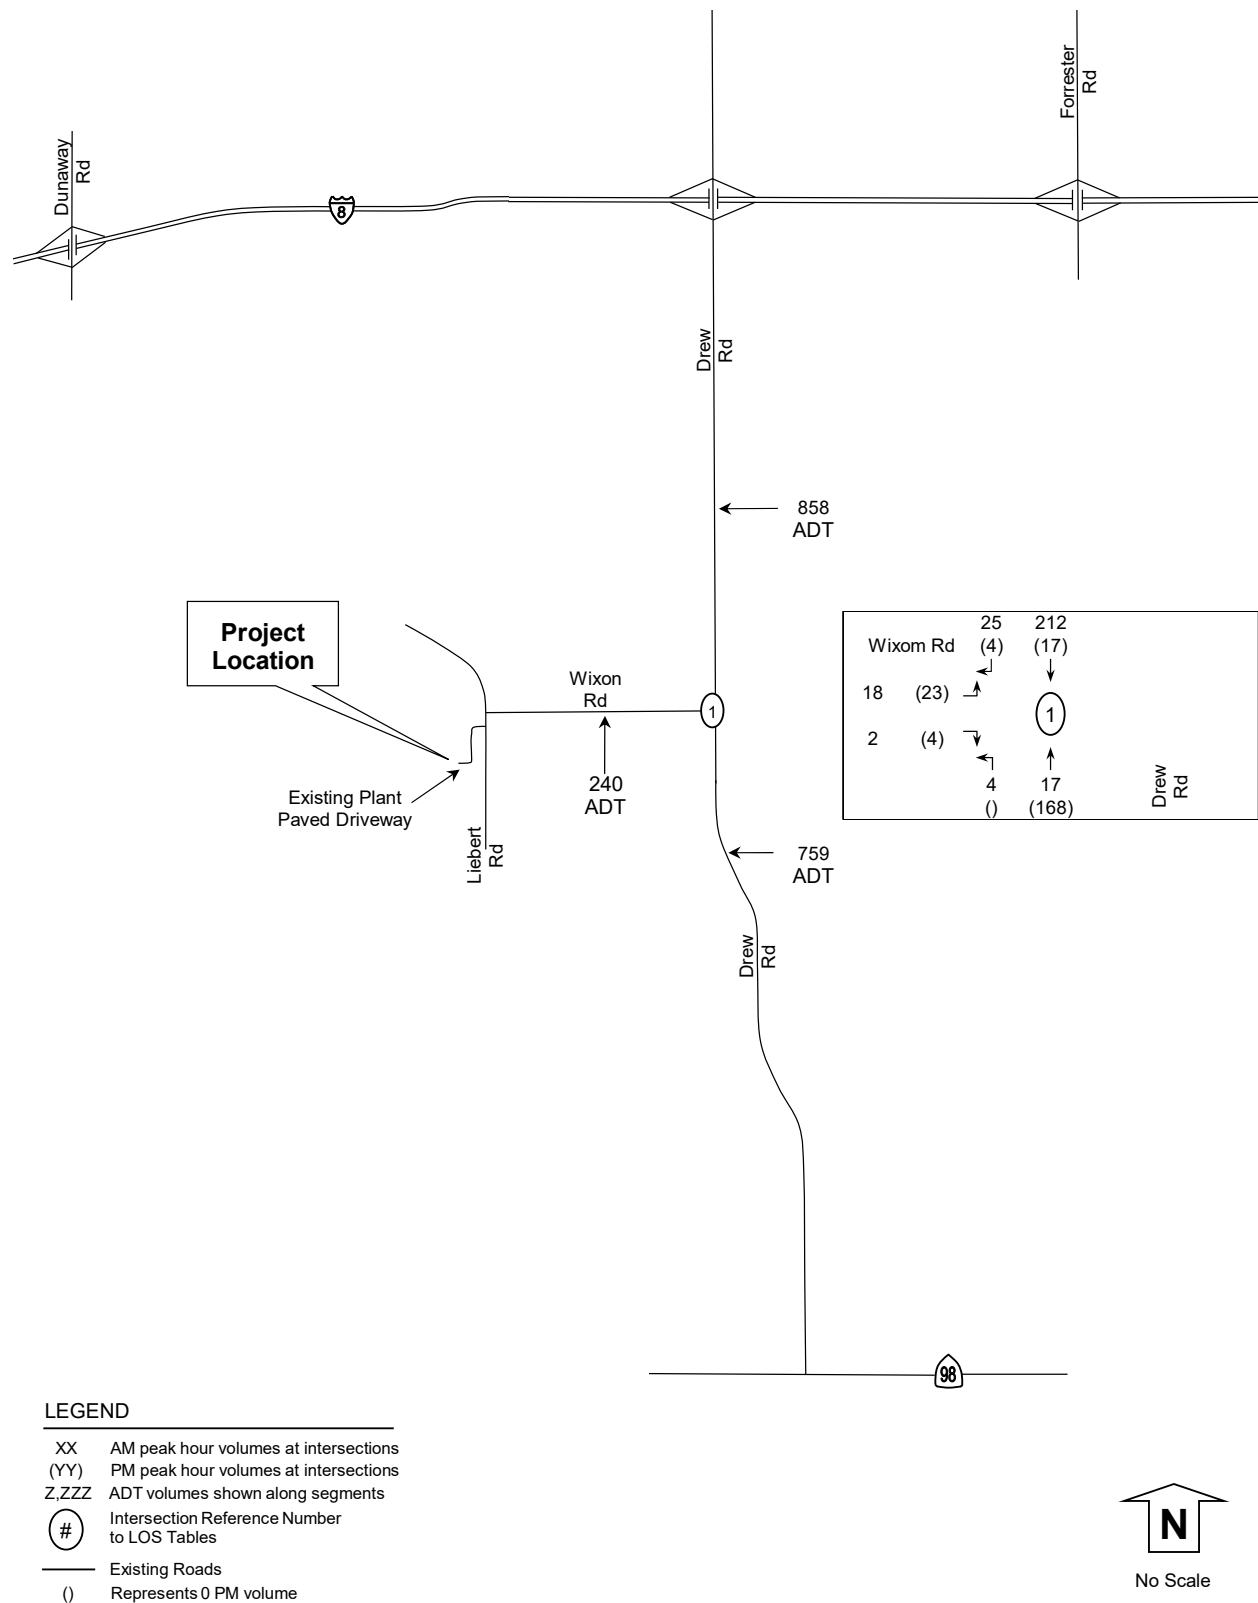 Dunaway
Rd
Forrester
Rd
8
Drew
Rd
858
ADT
Project
Location
Wixon
Rd
1
240
ADT
Existing Plant
Paved Driveway
Liebert
Rd
759
ADT
Drew
Rd
25 212
Wixom Rd (4) (17)
18 (23)
1
2 (4)
4 17
() (168)
Drew
Rd
98
LEGEND
XX AM peak hour volumes at intersections
(YY) PM peak hour volumes at intersections
Z,ZZZ ADT volumes shown along segments
# Intersection Reference Number
to LOS Tables
Existing Roads
() Represents 0 PM volume
N
No Scale